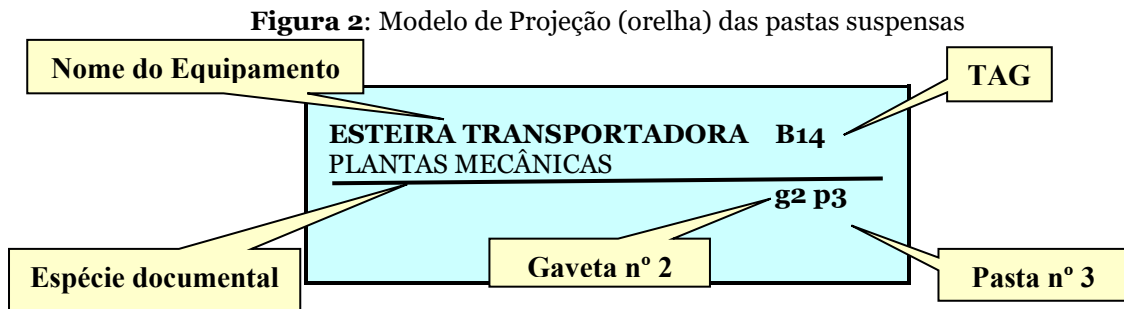 Figura 2: Modelo de Projeção (orelha) das pastas suspensas
Nome do Equipamento
TAG
ESTEIRA TRANSPORTADORA B14
PLANTAS MECÂNICAS
g2 p3
Espécie documental
Gaveta nº 2
Pasta nº 3